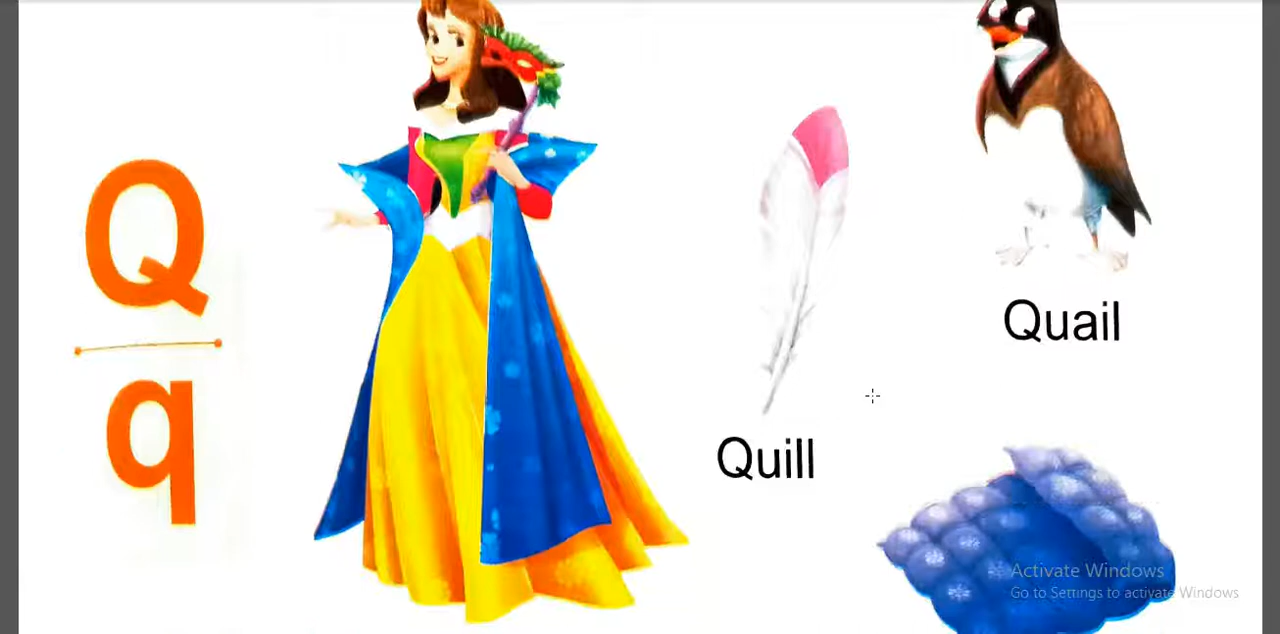 Q
q
Quill
Quail
Activate Windows
Go to Settings to activate Windows